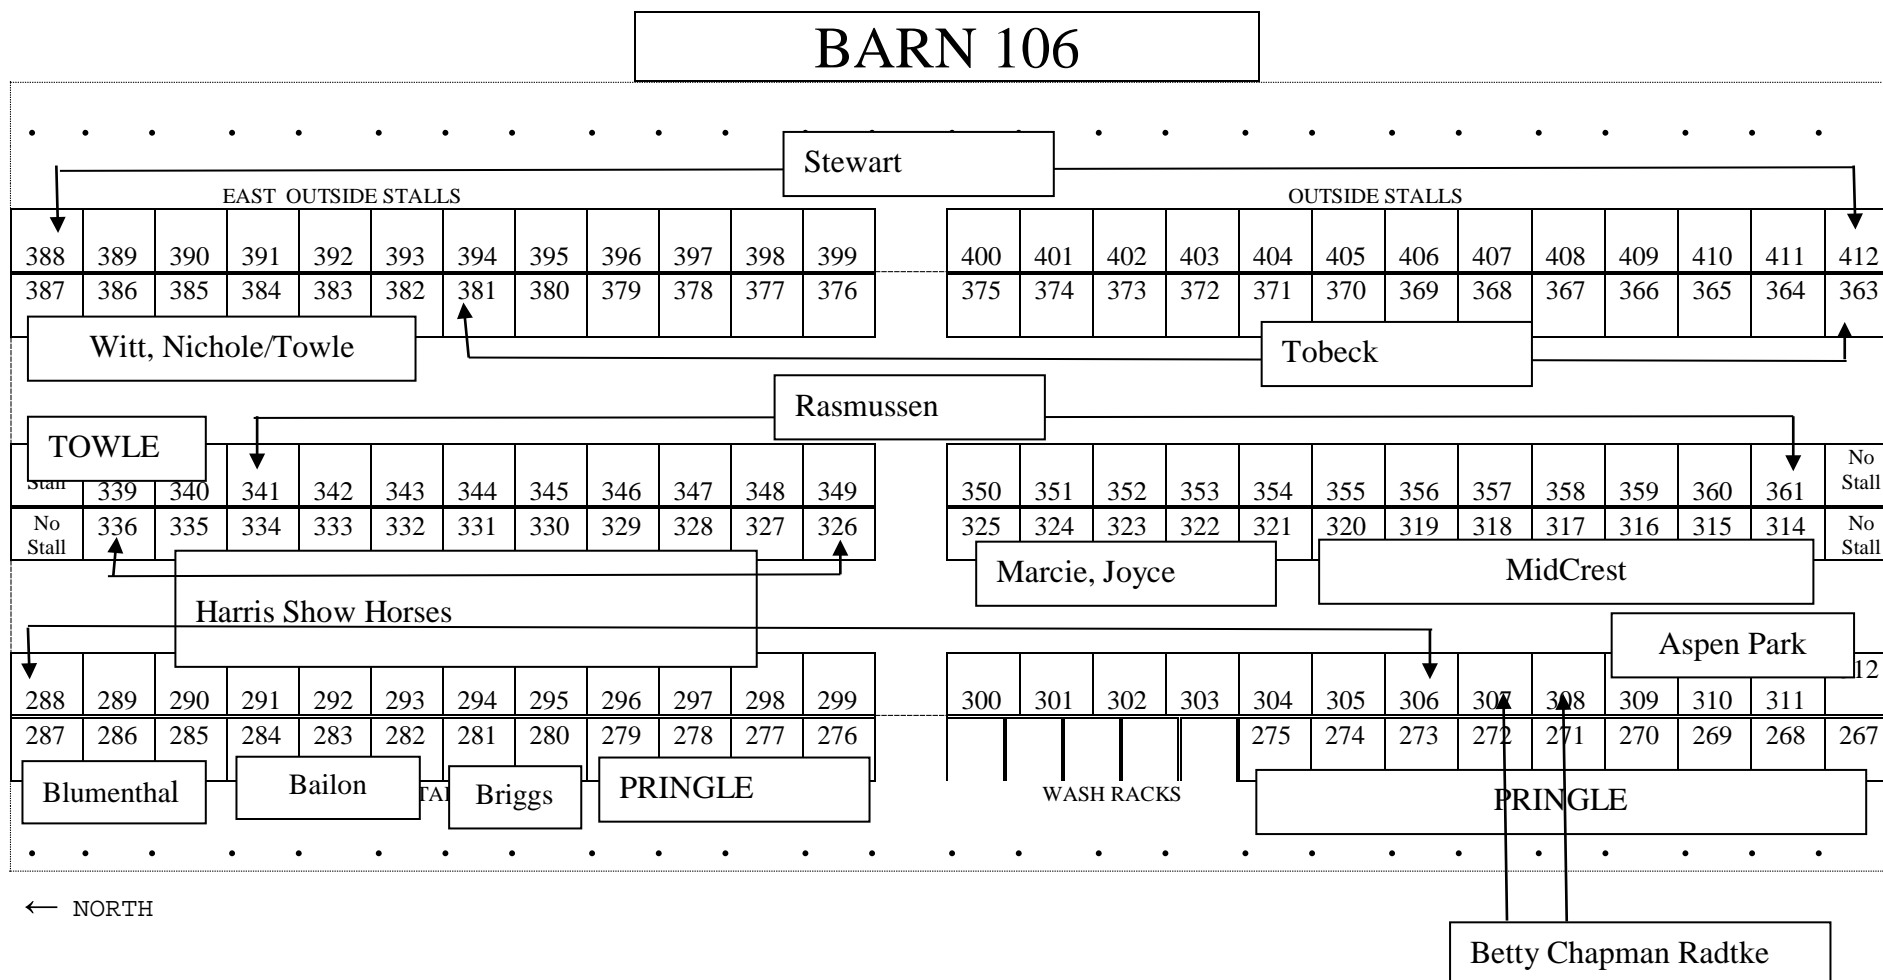 BARN 106
Stewart
EAST OUTSIDE STALLS OUTSIDE STALLS
388 389 390 391 392 393 394 395 396 397 398 399 400 401 402 403 404 405 406 407 408 409 410 411 412
387 386 385 384 383 382 381 380 379 378 377 376 375 374 373 372 371 370 369 368 367 366 365 364 363
Witt, Nichole/Towle Tobeck
Rasmussen
TOWLE
No
Stall
Stall 339 340 341 342 343 344 345 346 347 348 349 350 351 352 353 354 355 356 357 358 359 360 361
No
Stall
336 335 334 333 332 331 330 329 328 327 326 325 324 323 322 321 320 319 318 317 316 315 314
No
Stall
Marcie, Joyce MidCrest
Harris Show Horses
Aspen Park
288 289 290 291 292 293 294 295 296 297 298 299 300 301 302 303 304 305 306 307 308 309 310 311
287 286 285 284 283 282 281 280 279 278 277 276 275 274 273 272 271 270 269 268 267
Blumenthal Bailon Briggs PRINGLE WASH RACKS PRINGLE
← NORTH
Betty Chapman Radtke